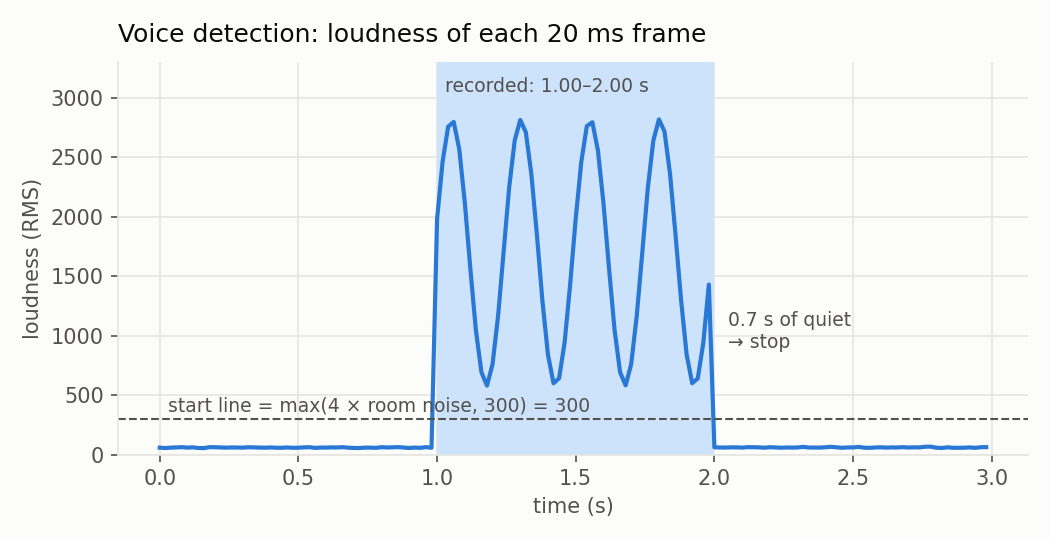 Voice detection: loudness of each 20 ms frame
3000
2500
2000
1500
1000
500
0
loudness (RMS)
recorded: 1.00–2.00 s
0.7 s of quiet
→ stop
start line = max(4 × room noise, 300) = 300
0.0
0.5
1.0
1.5
2.0
2.5
3.0
time (s)